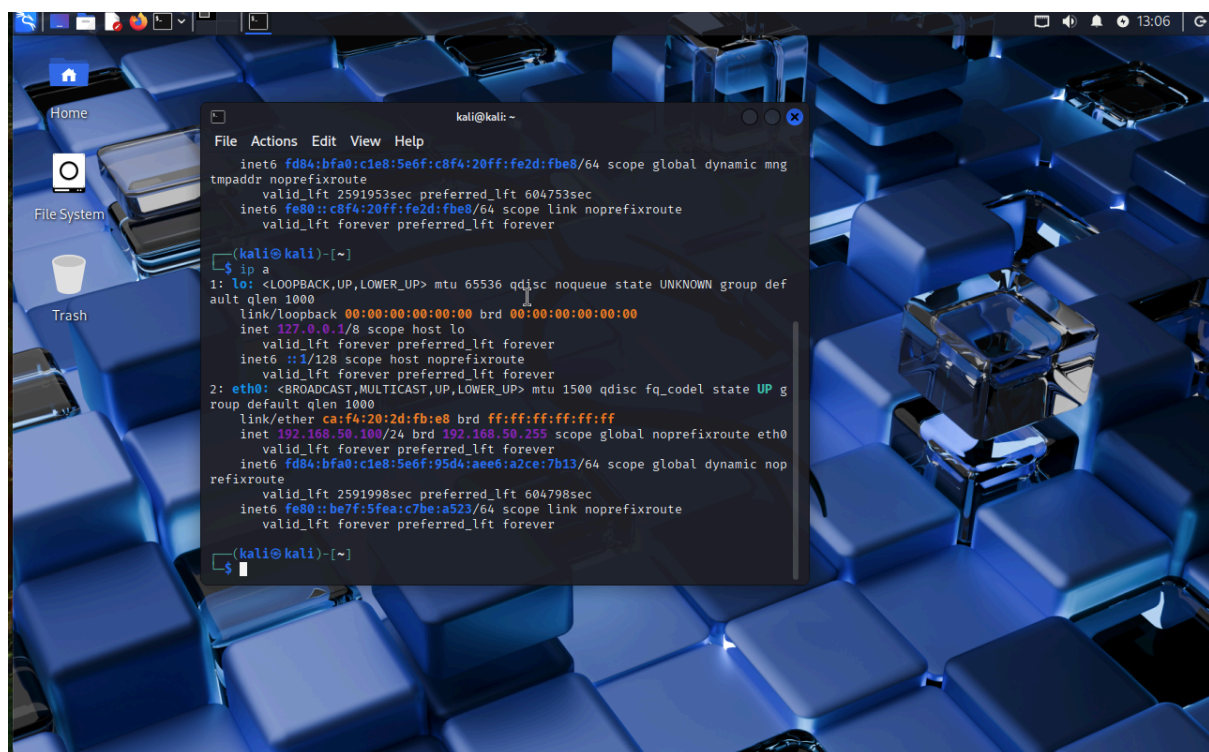 13:06
Home
File System
Trash
kali@kali: ~
File Actions Edit View Help
inet6 fd84:bfa0:c1e8:5e6f:c8f4:20ff:fe2d:fbe8/64 scope global dynamic mng
tmpaddr noprefixroute
valid_lft 2591953sec preferred_lft 604753sec
inet6 fe80::c8f4:20ff:fe2d:fbe8/64 scope link noprefixroute
valid_lft forever preferred_lft forever
(kali㉿kali)-[~]
$ ip a
1: lo: <LOOPBACK,UP,LOWER_UP> mtu 65536 qdisc noqueue state UNKNOWN group def
ault qlen 1000
link/loopback 00:00:00:00:00:00 brd 00:00:00:00:00:00
inet 127.0.0.1/8 scope host lo
valid_lft forever preferred_lft forever
inet6 ::1/128 scope host noprefixroute
valid_lft forever preferred_lft forever
2: eth0: <BROADCAST,MULTICAST,UP,LOWER_UP> mtu 1500 qdisc fq_codel state UP g
roup default qlen 1000
link/ether ca:f4:20:2d:fb:e8 brd ff:ff:ff:ff:ff:ff
inet 192.168.50.100/24 brd 192.168.50.255 scope global noprefixroute eth0
valid_lft forever preferred_lft forever
inet6 fd84:bfa0:c1e8:5e6f:95d4:aee6:a2ce:7b13/64 scope global dynamic nop
refixroute
valid_lft 2591998sec preferred_lft 604798sec
inet6 fe80::be7f:5fea:c7be:a523/64 scope link noprefixroute
valid_lft forever preferred_lft forever
(kali㉿kali)-[~]
$